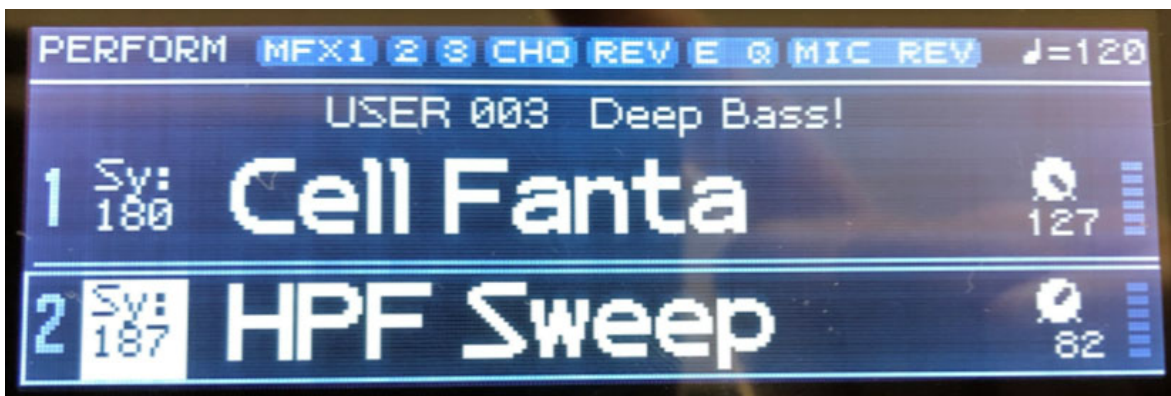 PERFORM MFX1 2 3 CHO REV E Q MIC REV ♩=120
USER 003 Deep Bass!
1 Sy: 180 Cell Fanta 127
2 Sy: 187 HPF Sweep 82